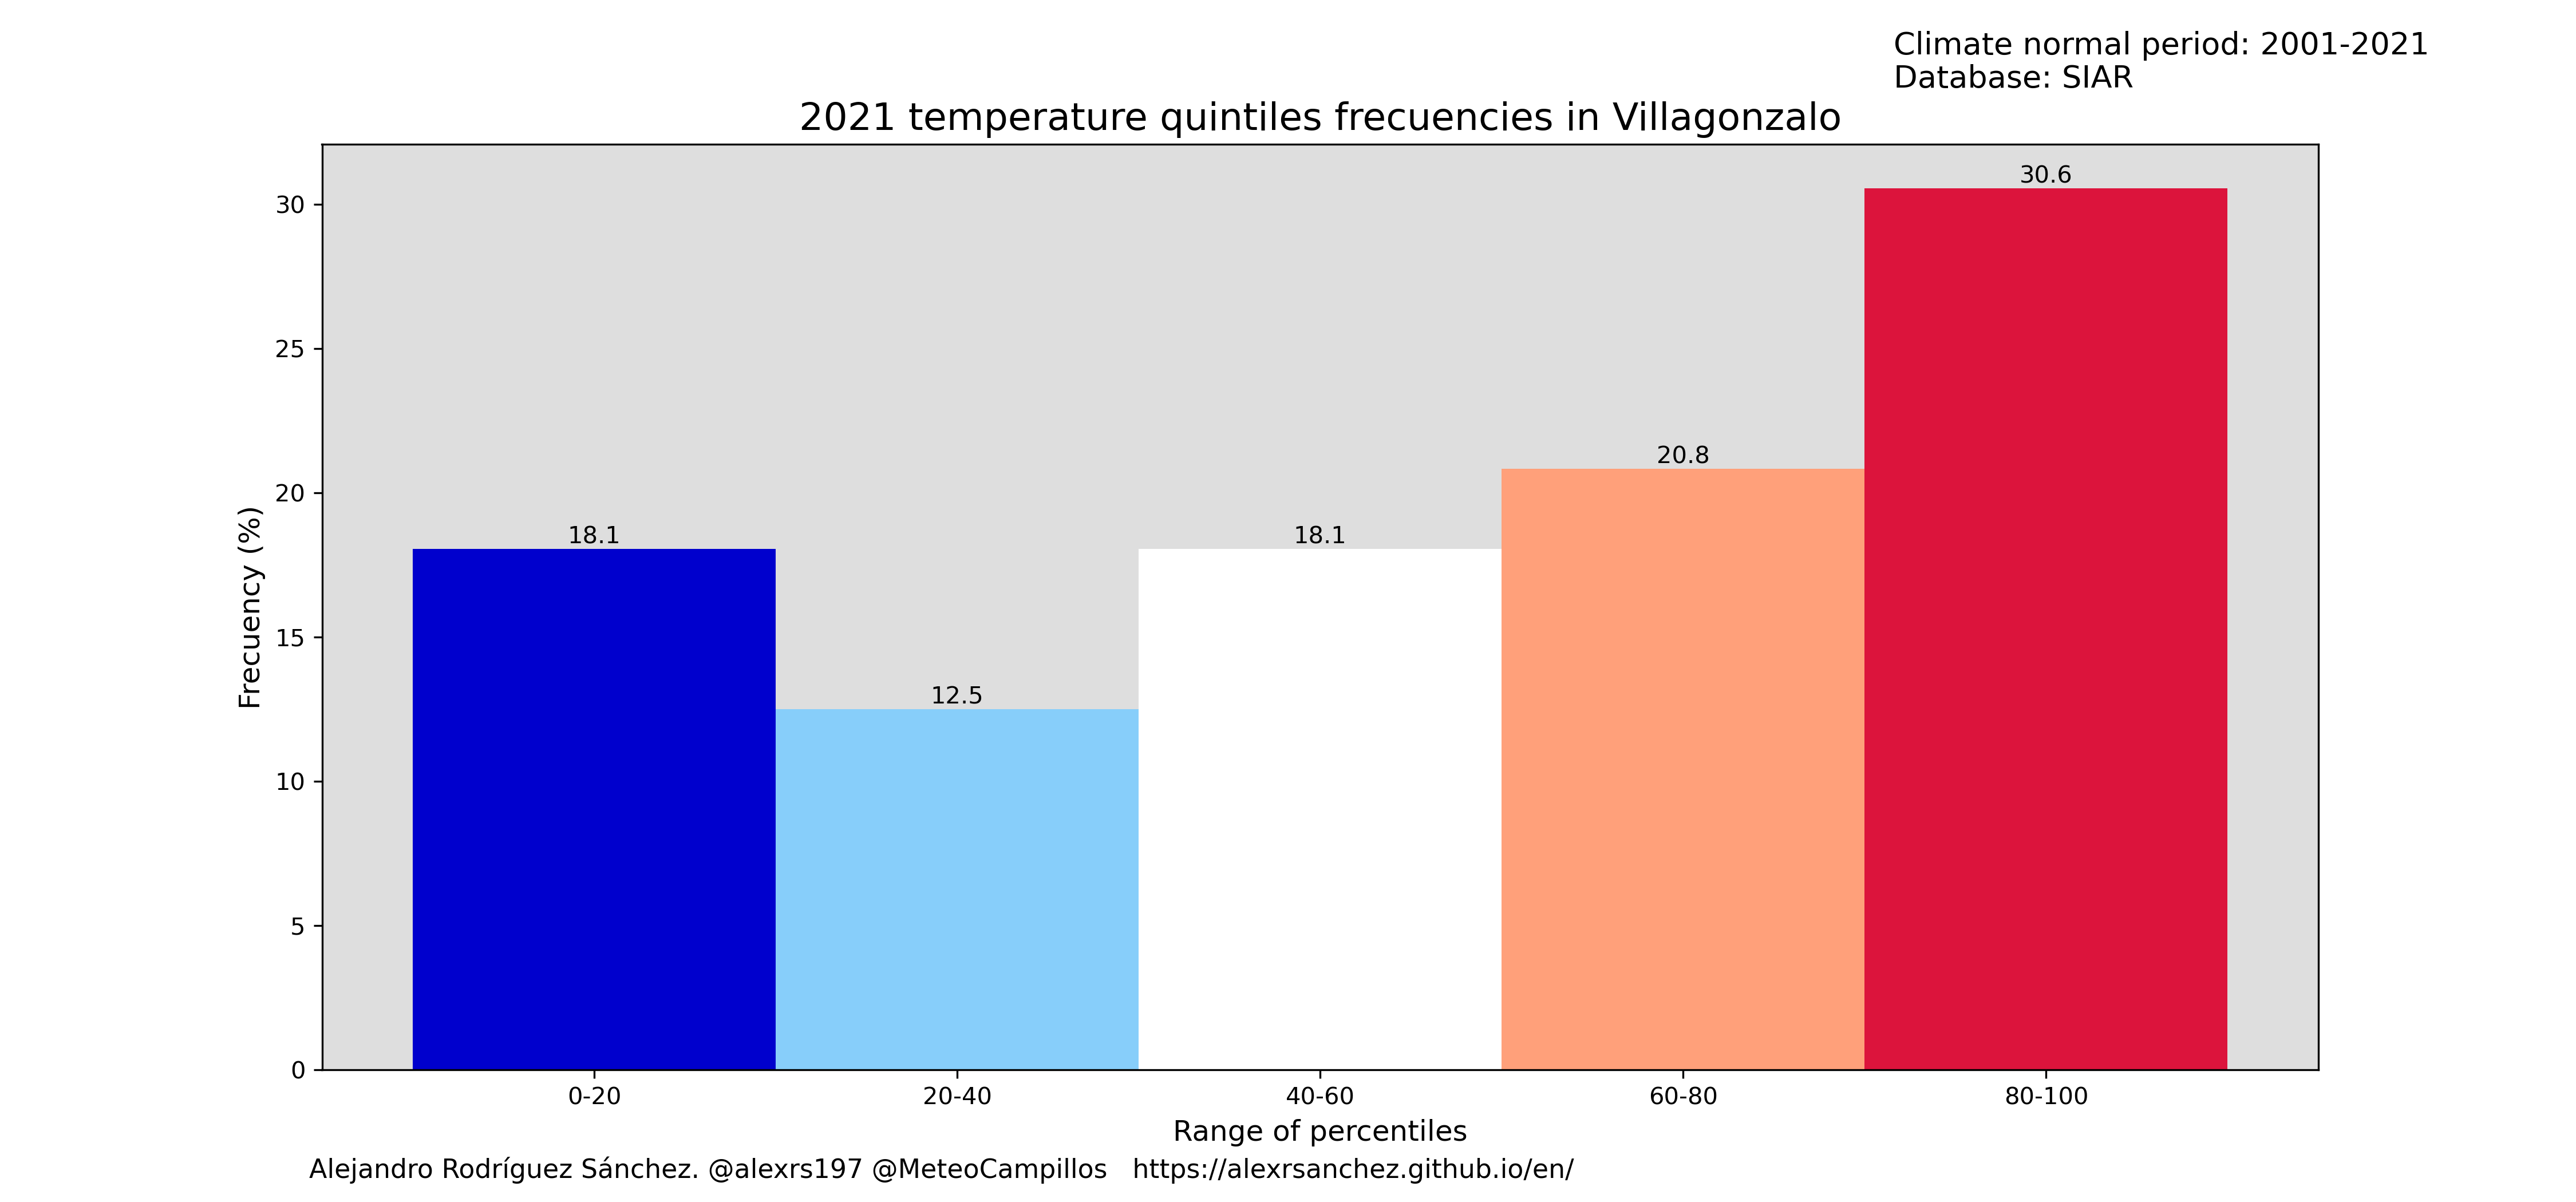 Climate normal period: 2001-2021
Database: SIAR
2021 temperature quintiles frecuencies in Villagonzalo
30.6
30
25
20.8
20
Frecuency (%)
18.1
18.1
15
12.5
10
5
0
0-20
20-40
40-60
60-80
80-100
Range of percentiles
Alejandro Rodríguez Sánchez. @alexrs197 @MeteoCampillos   https://alexrsanchez.github.io/en/